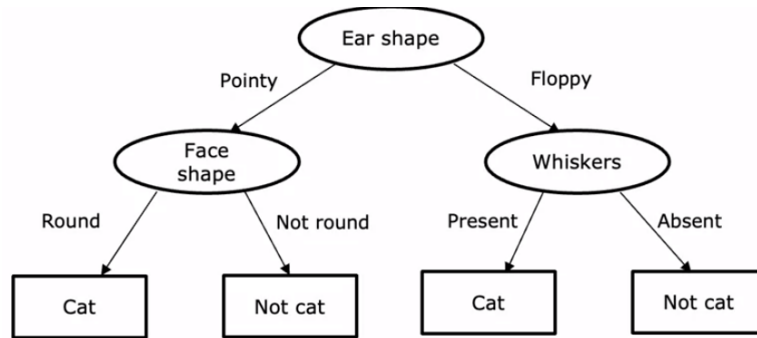 Ear shape
Pointy
Floppy
Face
shape
Whiskers
Round
Not round
Present
Absent
Cat
Not cat
Cat
Not cat